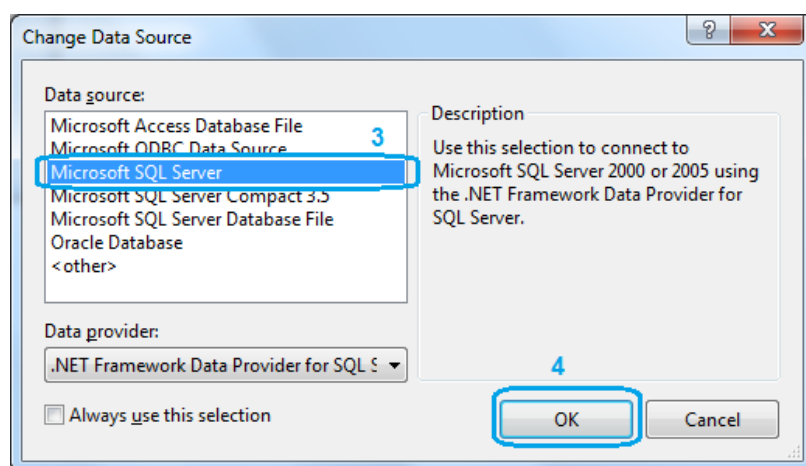 Change Data Source
?
X
Data source:
Microsoft Access Database File
Microsoft ODBC Data Source
3
Microsoft SQL Server
Microsoft SQL Server Compact 3.5
Microsoft SQL Server Database File
Oracle Database
<other>
Description
Use this selection to connect to
Microsoft SQL Server 2000 or 2005 using
the .NET Framework Data Provider for
SQL Server.
Data provider:
.NET Framework Data Provider for SQL S
4
Always use this selection
OK
Cancel